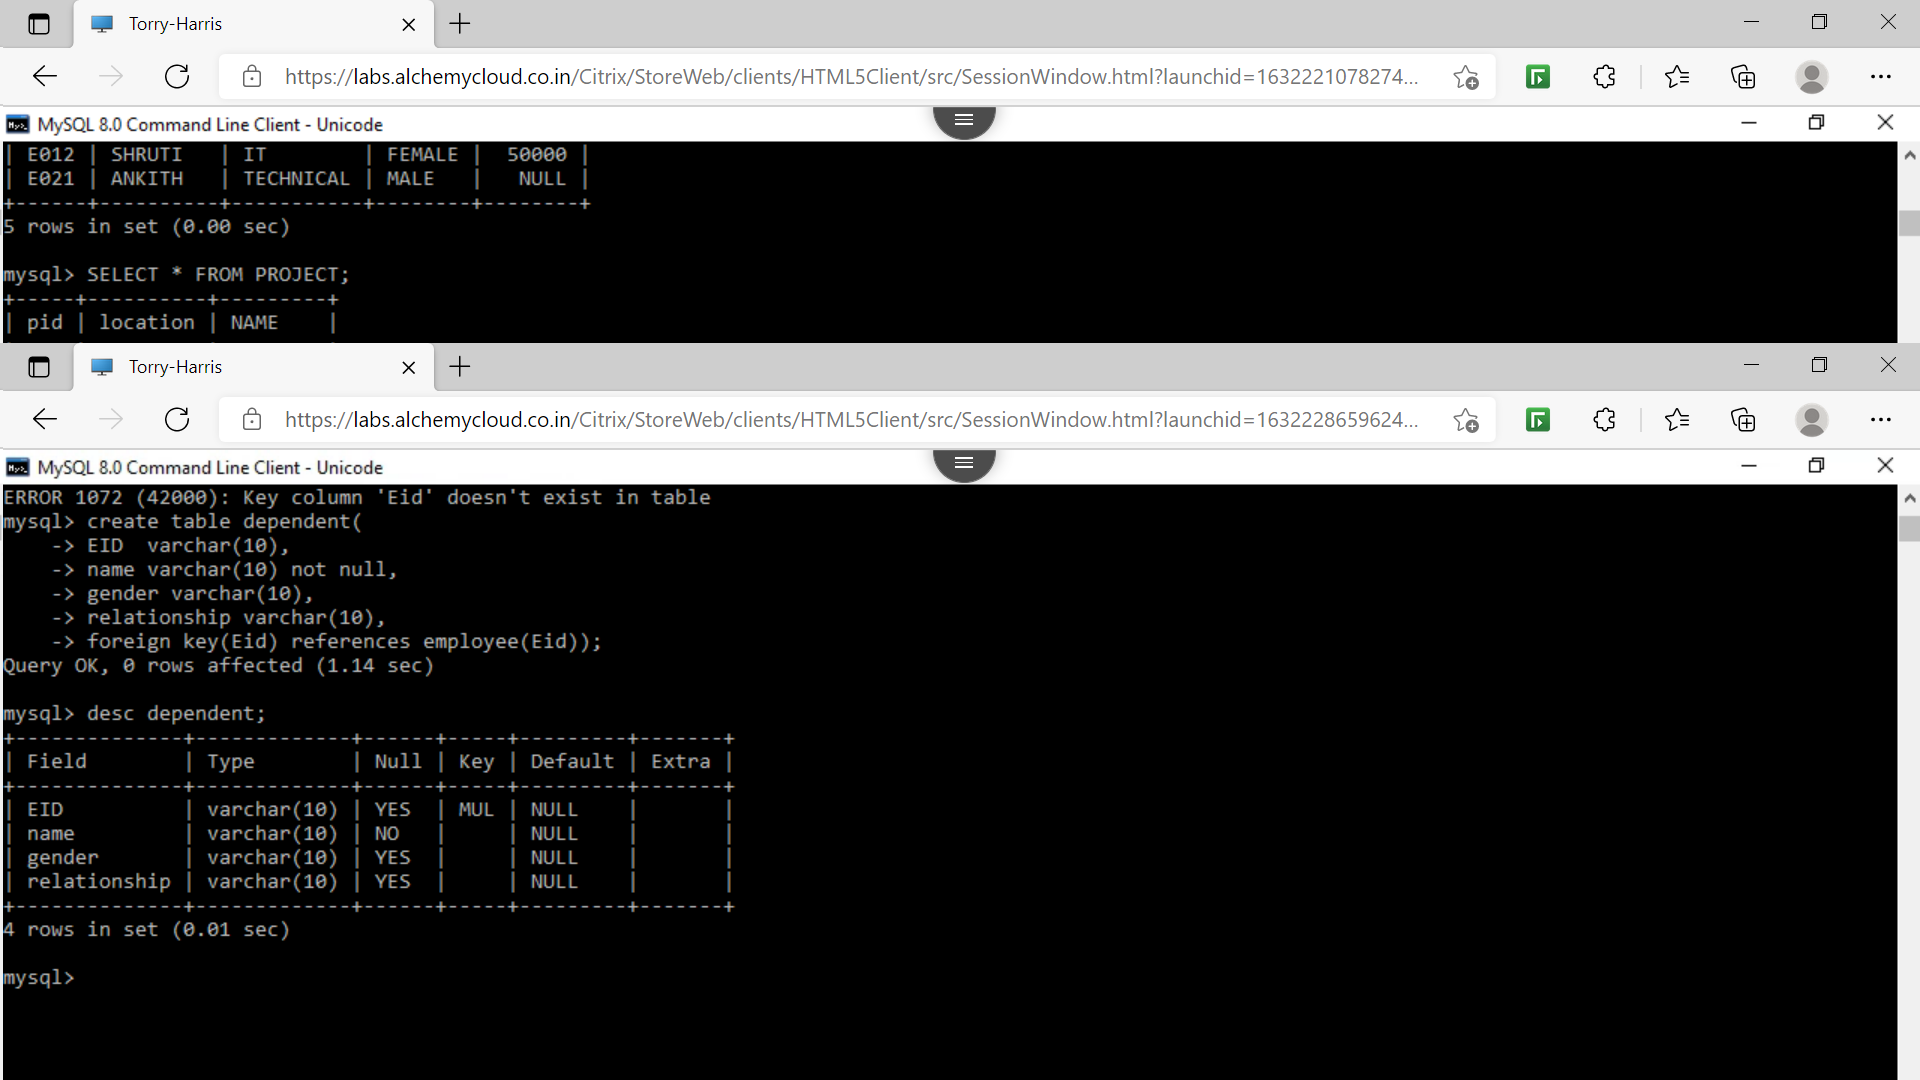 Torry-Harris
https://labs.alchemycloud.co.in/Citrix/StoreWeb/clients/HTML5Client/src/SessionWindow.html?launchid=1632221078274...
MySQL 8.0 Command Line Client - Unicode
| E012 | SHRUTI   | IT        | FEMALE |  50000 |
| E021 | ANKITH   | TECHNICAL | MALE   |   NULL |
+------+----------+-----------+--------+--------+
5 rows in set (0.00 sec)
mysql> SELECT * FROM PROJECT;
+-----+----------+---------+
| pid | location | NAME    |
Torry-Harris
https://labs.alchemycloud.co.in/Citrix/StoreWeb/clients/HTML5Client/src/SessionWindow.html?launchid=1632228659624...
MySQL 8.0 Command Line Client - Unicode
ERROR 1072 (42000): Key column 'Eid' doesn't exist in table
mysql> create table dependent(
    -> EID  varchar(10),
    -> name varchar(10) not null,
    -> gender varchar(10),
    -> relationship varchar(10),
    -> foreign key(Eid) references employee(Eid));
Query OK, 0 rows affected (1.14 sec)
mysql> desc dependent;
+--------------+-------------+------+-----+---------+-------+
| Field        | Type        | Null | Key | Default | Extra |
+--------------+-------------+------+-----+---------+-------+
| EID          | varchar(10) | YES  | MUL | NULL    |       |
| name         | varchar(10) | NO   |     | NULL    |       |
| gender       | varchar(10) | YES  |     | NULL    |       |
| relationship | varchar(10) | YES  |     | NULL    |       |
+--------------+-------------+------+-----+---------+-------+
4 rows in set (0.01 sec)
mysql>